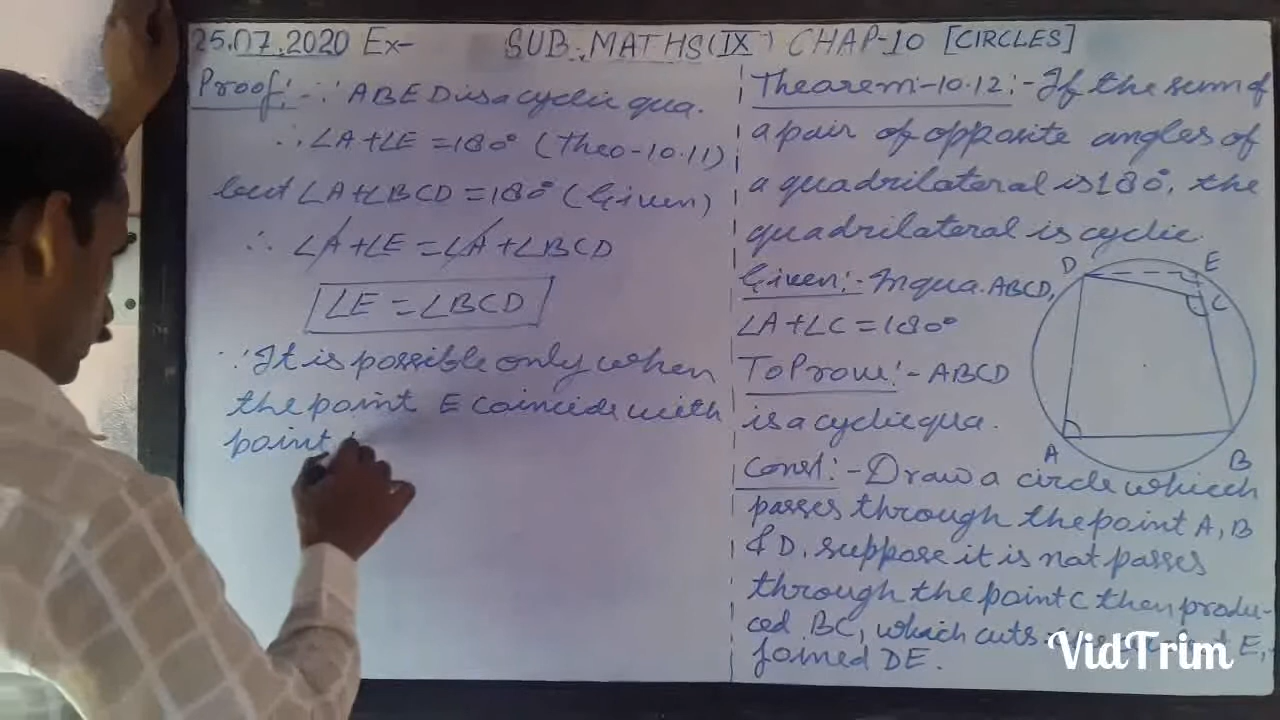 25.07.2020 Ex- SUB. MATHS(IX) CHAP-10 [CIRCLES]
Proof:- ∵ ABED is a cyclic qua.
∴ ∠A+∠E = 180° (Theo-10.11)
but ∠A+∠BCD = 180° (Given)
∴ ∠A+∠E = ∠A+∠BCD
∠E = ∠BCD
∵ It is possible only when
the point E coincide with
point
Theorem-10.12:- If the sum of
a pair of opposite angles of
a quadrilateral is 180°. the
quadrilateral is cyclic.
Given:- In qua. ABCD,
∠A+∠C = 180°
To Prove:- ABCD
is a cyclic qua.
D E
C
A B
Const:- Draw a circle which
passes through the point A, B
& D. suppose it is not passes
through the point C then produ-
ced BC, which cuts E,
joined DE.
VidTrim